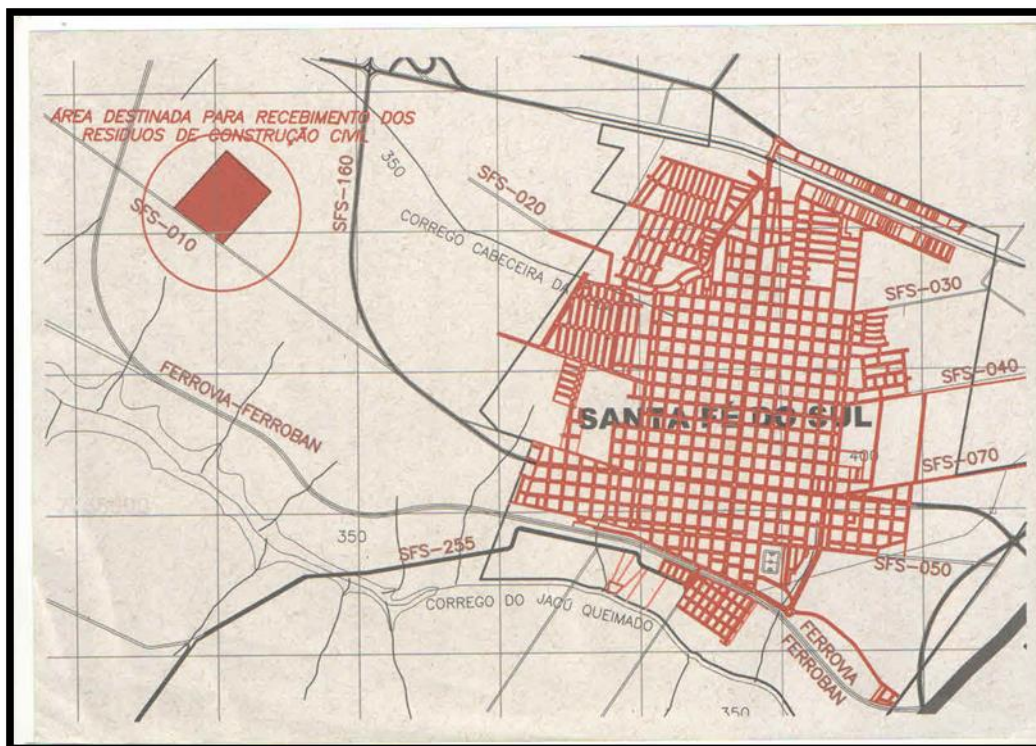 ÁREA DESTINADA PARA RECEBIMENTO DOS
RESIDUOS DE CONSTRUÇÃO CIVIL
SFS-010
SFS-160
350
SFS-020
CORREGO CABECEIRA DA
SFS-030
SFS-040
SANTA FÉ DO SUL
400
SFS-070
FERROVIA-FERROBAN
350
SFS-255
SFS-050
CORREGO DO JACÚ QUEIMADO
FERROVIA
FERROBAN
350